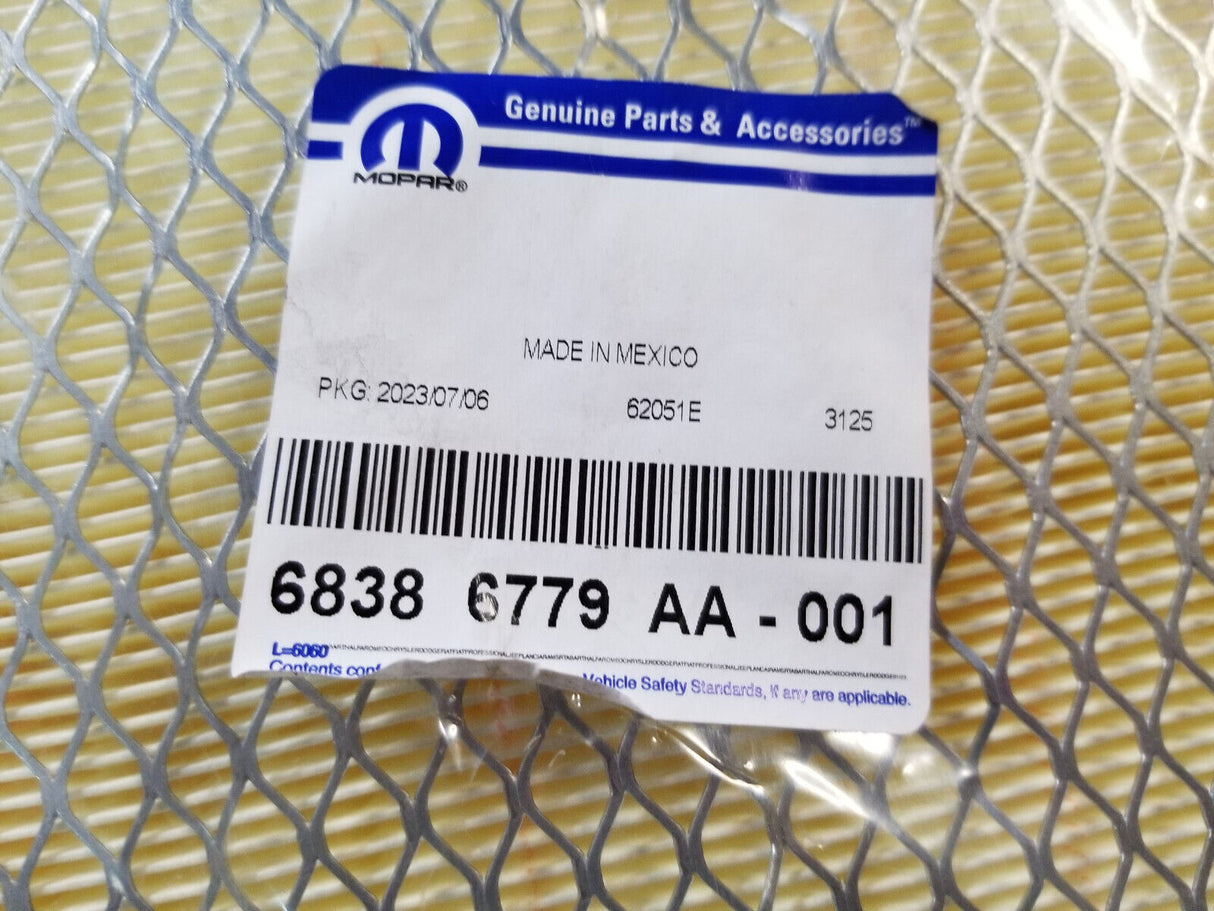 Genuine Parts & Accessories™
MOPAR®
MADE IN MEXICO
PKG: 2023/07/06 62051E 3125
6838 6779 AA - 001
L=6060
Contents Vehicle Safety Standards, if any are applicable.